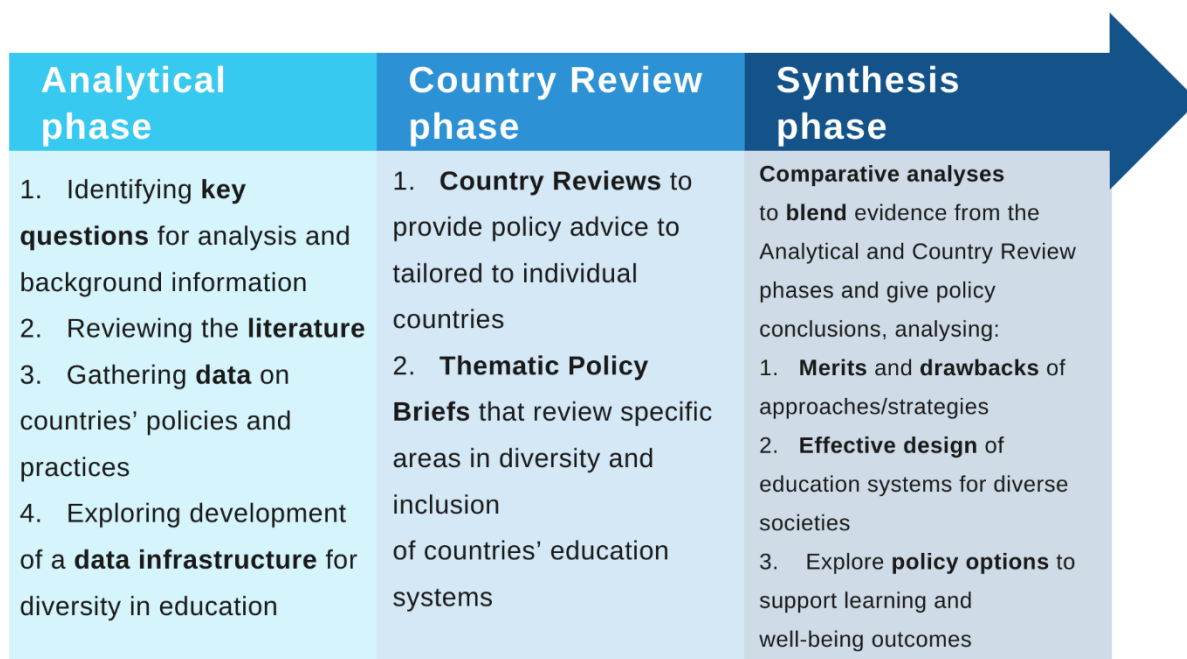 Analytical
phase
1. Identifying key
questions for analysis and
background information
2. Reviewing the literature
3. Gathering data on
countries’ policies and
practices
4. Exploring development
of a data infrastructure for
diversity in education
Country Review
phase
1. Country Reviews to
provide policy advice to
tailored to individual
countries
2. Thematic Policy
Briefs that review specific
areas in diversity and
inclusion
of countries’ education
systems
Synthesis
phase
Comparative analyses
to blend evidence from the
Analytical and Country Review
phases and give policy
conclusions, analysing:
1. Merits and drawbacks of
approaches/strategies
2. Effective design of
education systems for diverse
societies
3. Explore policy options to
support learning and
well-being outcomes